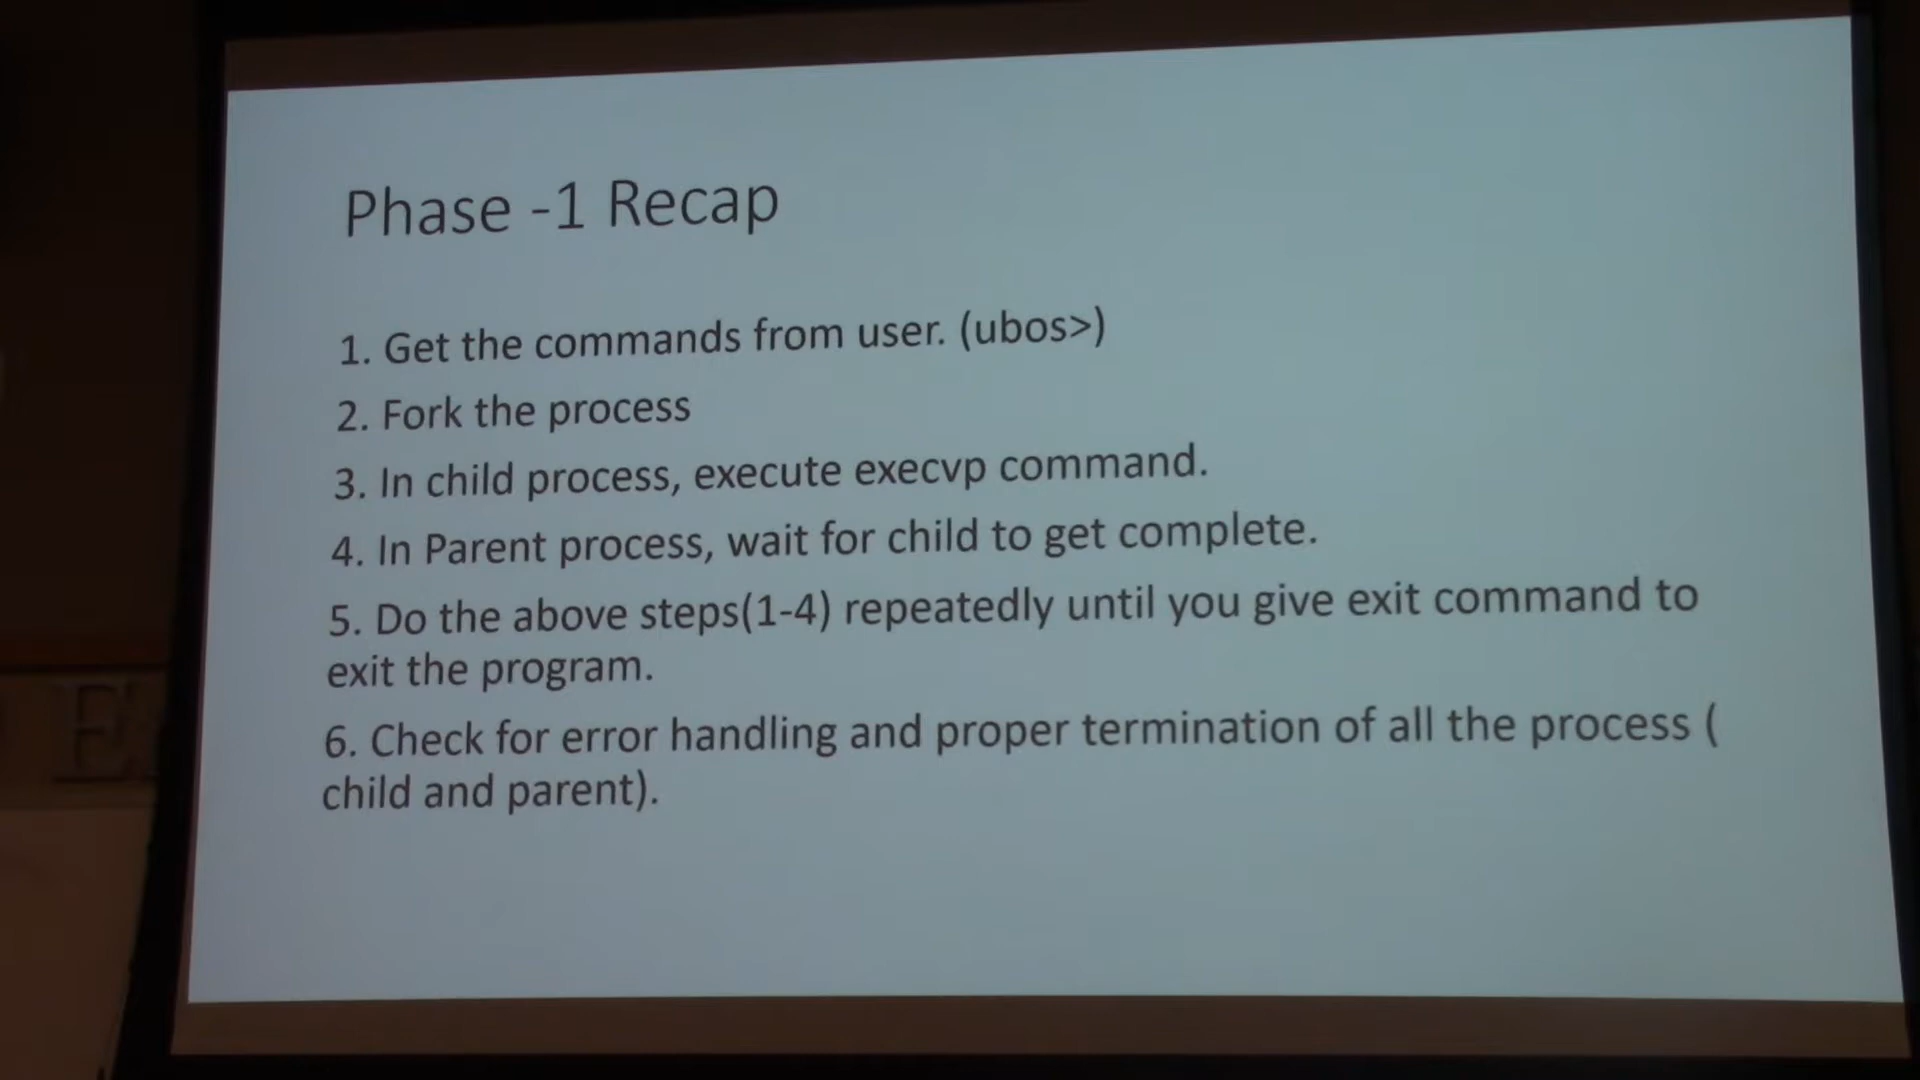 Phase -1 Recap
1. Get the commands from user. (ubos>)
2. Fork the process
3. In child process, execute execvp command.
4. In Parent process, wait for child to get complete.
5. Do the above steps(1-4) repeatedly until you give exit command to
exit the program.
6. Check for error handling and proper termination of all the process (
child and parent).